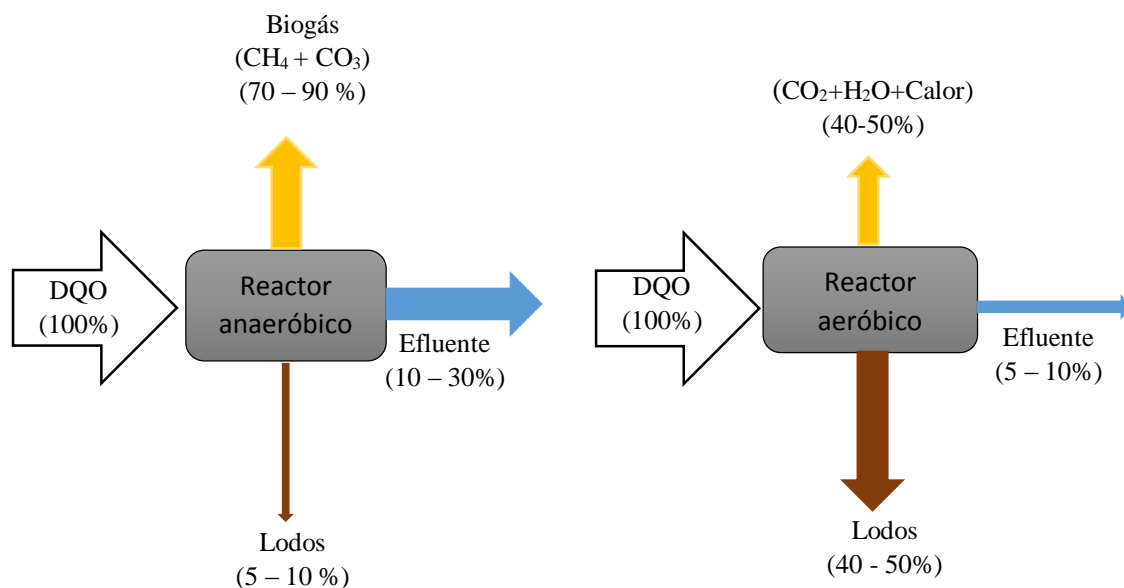 Biogás
(CH₄ + CO₃)
(70 – 90 %)
DQO
(100%)
Reactor
anaeróbico
Efluente
(10 – 30%)
Lodos
(5 – 10 %)
(CO₂+H₂O+Calor)
(40-50%)
DQO
(100%)
Reactor
aeróbico
Efluente
(5 – 10%)
Lodos
(40 - 50%)